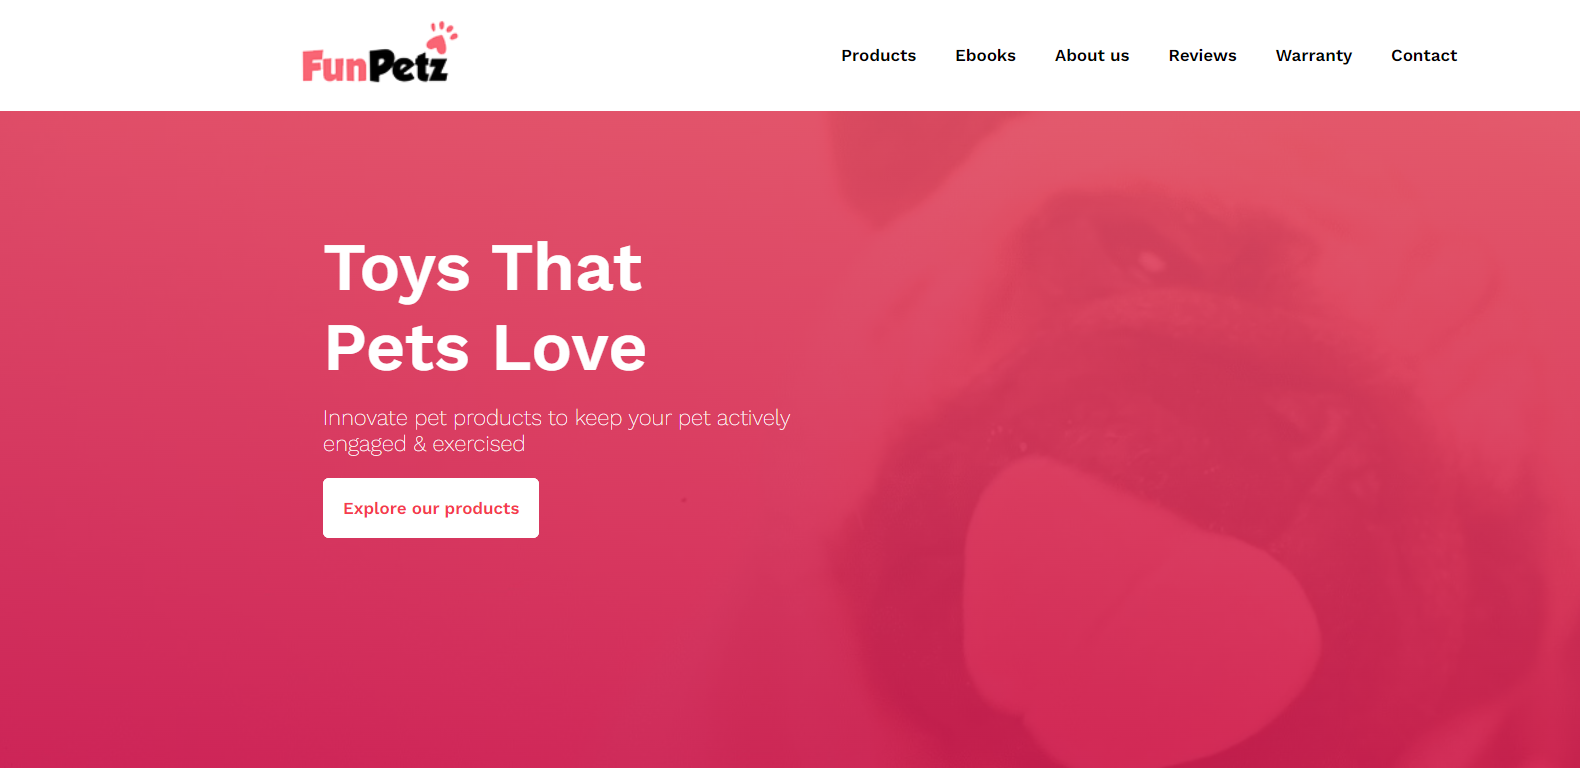 FunPetz
Products Ebooks About us Reviews Warranty Contact
Toys That
Pets Love
Innovate pet products to keep your pet actively
engaged & exercised
Explore our products